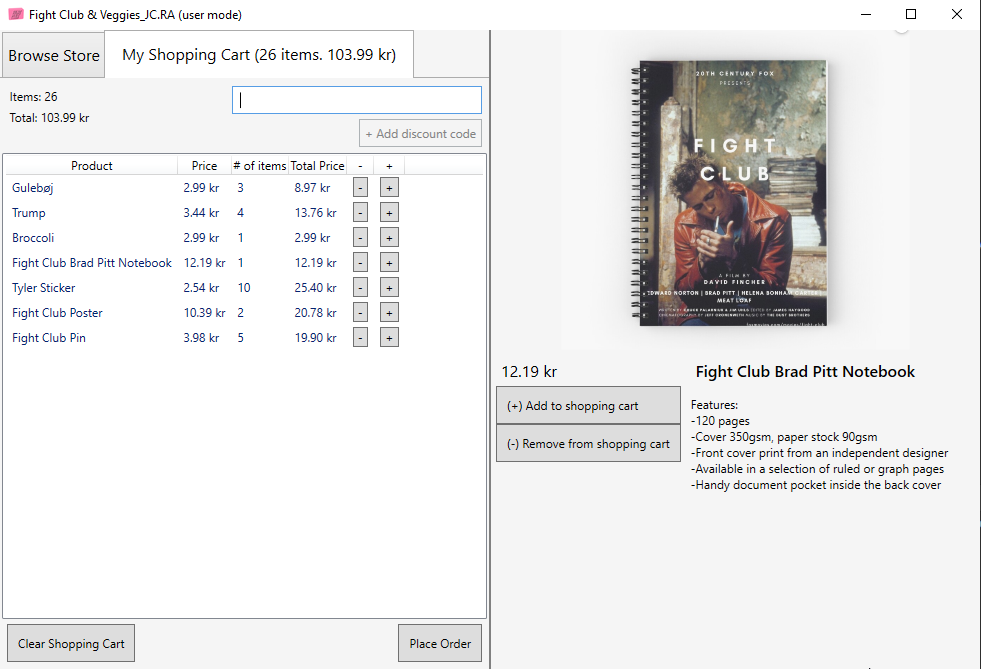 Fight Club & Veggies_JC.RA (user mode)
Browse Store
My Shopping Cart (26 items. 103.99 kr)
Items: 26
Total: 103.99 kr
+ Add discount code
Product Price # of items Total Price - +
Gulebøj 2.99 kr 3 8.97 kr - +
Trump 3.44 kr 4 13.76 kr - +
Broccoli 2.99 kr 1 2.99 kr - +
Fight Club Brad Pitt Notebook 12.19 kr 1 12.19 kr - +
Tyler Sticker 2.54 kr 10 25.40 kr - +
Fight Club Poster 10.39 kr 2 20.78 kr - +
Fight Club Pin 3.98 kr 5 19.90 kr - +
Clear Shopping Cart
Place Order
20TH CENTURY FOX
PRESENTS
FIGHT
CLUB
A FILM BY
DAVID FINCHER
EDWARD NORTON | BRAD PITT | HELENA BONHAM CARTER |
MEAT LOAF
12.19 kr
Fight Club Brad Pitt Notebook
(+) Add to shopping cart
(-) Remove from shopping cart
Features:
-120 pages
-Cover 350gsm, paper stock 90gsm
-Front cover print from an independent designer
-Available in a selection of ruled or graph pages
-Handy document pocket inside the back cover